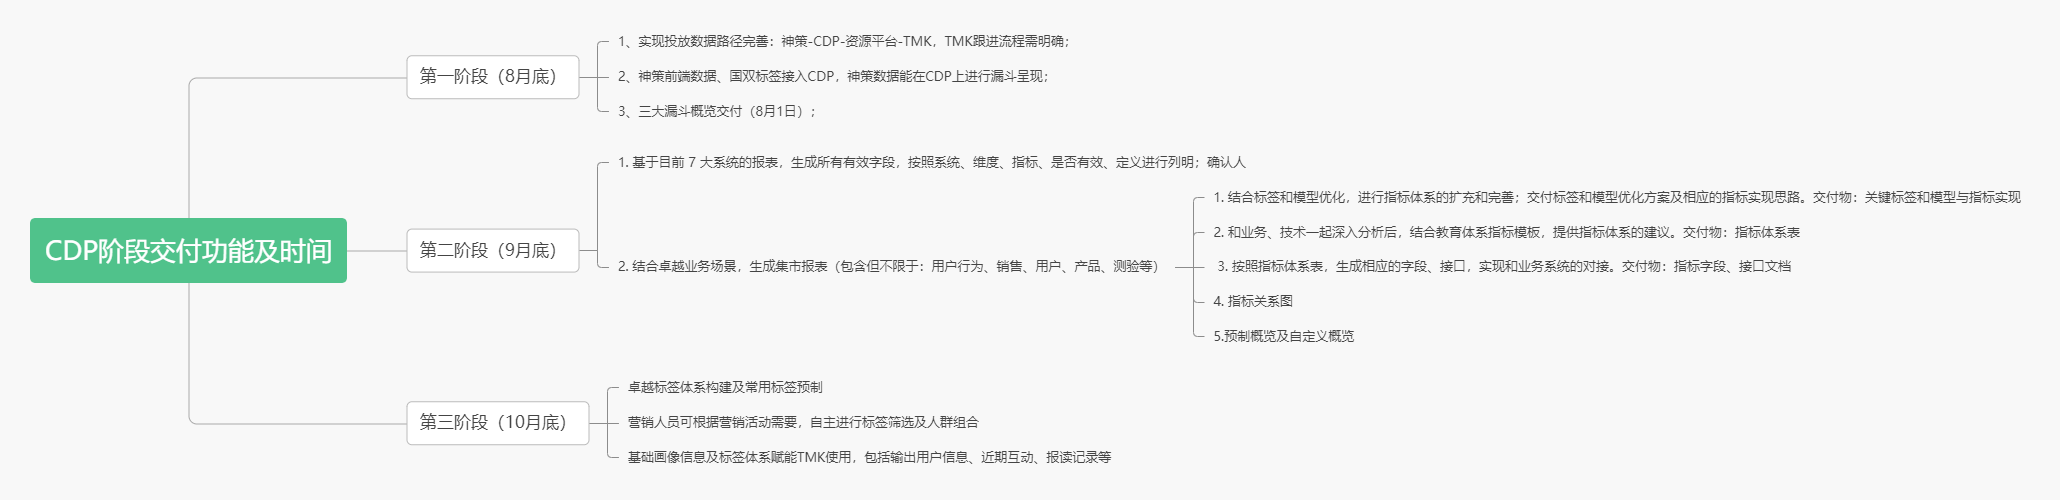 CDP阶段交付功能及时间
第一阶段（8月底）
1、实现投放数据路径完善：神策-CDP-资源平台-TMK，TMK跟进流程需明确；
2、神策前端数据、国双标签接入CDP，神策数据能在CDP上进行漏斗呈现；
3、三大漏斗概览交付（8月1日）；
第二阶段（9月底）
1. 基于目前 7 大系统的报表，生成所有有效字段，按照系统、维度、指标、是否有效、定义进行列明；确认人
2. 结合卓越业务场景，生成集市报表（包含但不限于：用户行为、销售、用户、产品、测验等）
1. 结合标签和模型优化，进行指标体系的扩充和完善；交付标签和模型优化方案及相应的指标实现思路。交付物：关键标签和模型与指标实现
2. 和业务、技术一起深入分析后，结合教育体系指标模板，提供指标体系的建议。交付物：指标体系表
3. 按照指标体系表，生成相应的字段、接口，实现和业务系统的对接。交付物：指标字段、接口文档
4. 指标关系图
5.预制概览及自定义概览
第三阶段（10月底）
卓越标签体系构建及常用标签预制
营销人员可根据营销活动需要，自主进行标签筛选及人群组合
基础画像信息及标签体系赋能TMK使用，包括输出用户信息、近期互动、报读记录等